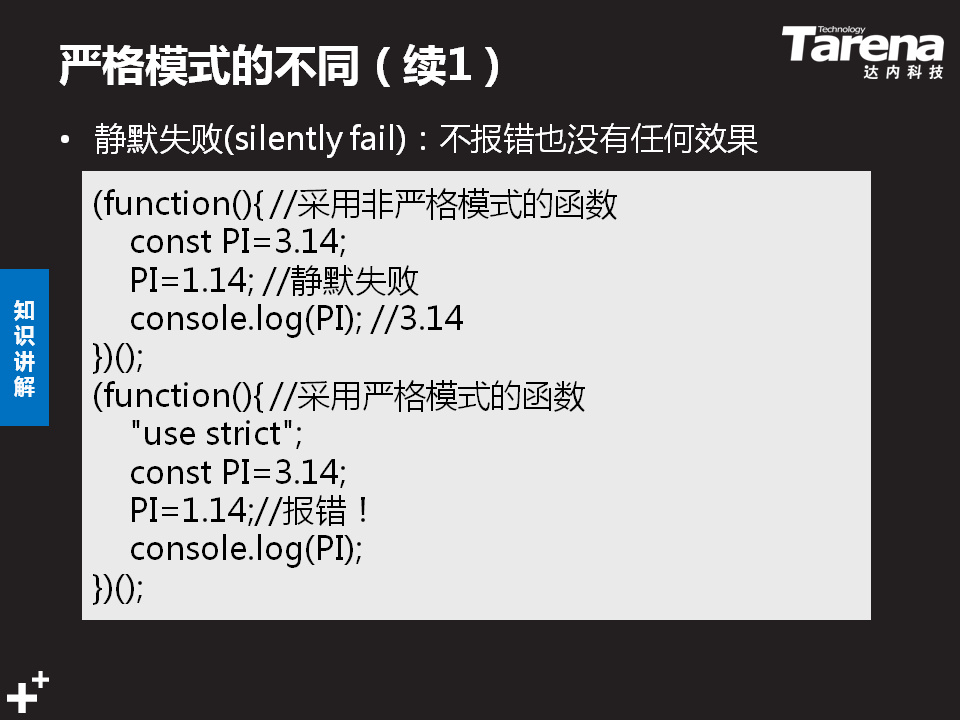 严格模式的不同（续1）
Technology
Tarena
达内科技
• 静默失败(silently fail)：不报错也没有任何效果
(function(){ //采用非严格模式的函数
const PI=3.14;
PI=1.14; //静默失败
console.log(PI); //3.14
})();
(function(){ //采用严格模式的函数
"use strict";
const PI=3.14;
PI=1.14;//报错！
console.log(PI);
})();
知识讲解